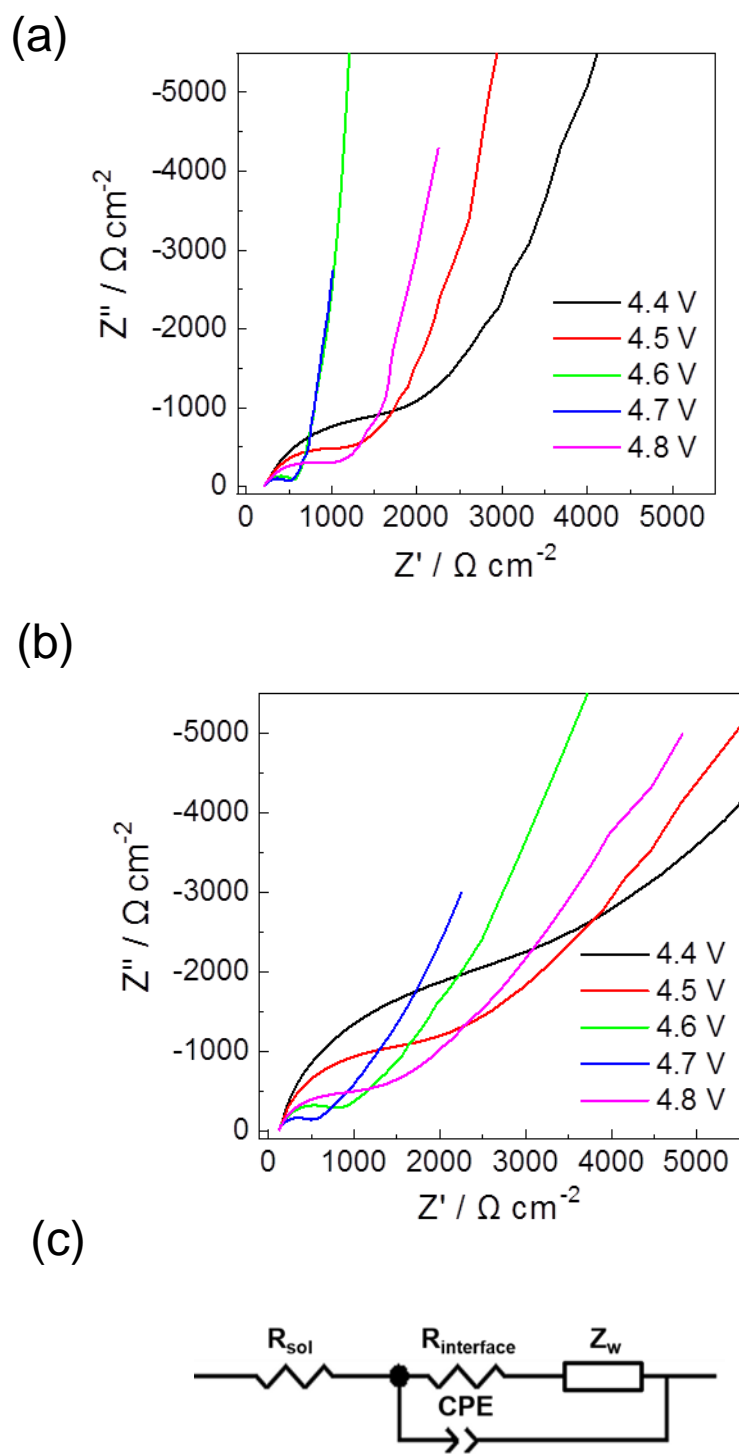 (a)
-5000
-4000
-3000
-2000
-1000
0
Z'' / Ω cm⁻²
4.4 V
4.5 V
4.6 V
4.7 V
4.8 V
0 1000 2000 3000 4000 5000
Z' / Ω cm⁻²
(b)
-5000
-4000
-3000
-2000
-1000
0
Z'' / Ω cm⁻²
4.4 V
4.5 V
4.6 V
4.7 V
4.8 V
0 1000 2000 3000 4000 5000
Z' / Ω cm⁻²
(c)
Rsol Rinterface Zw
CPE